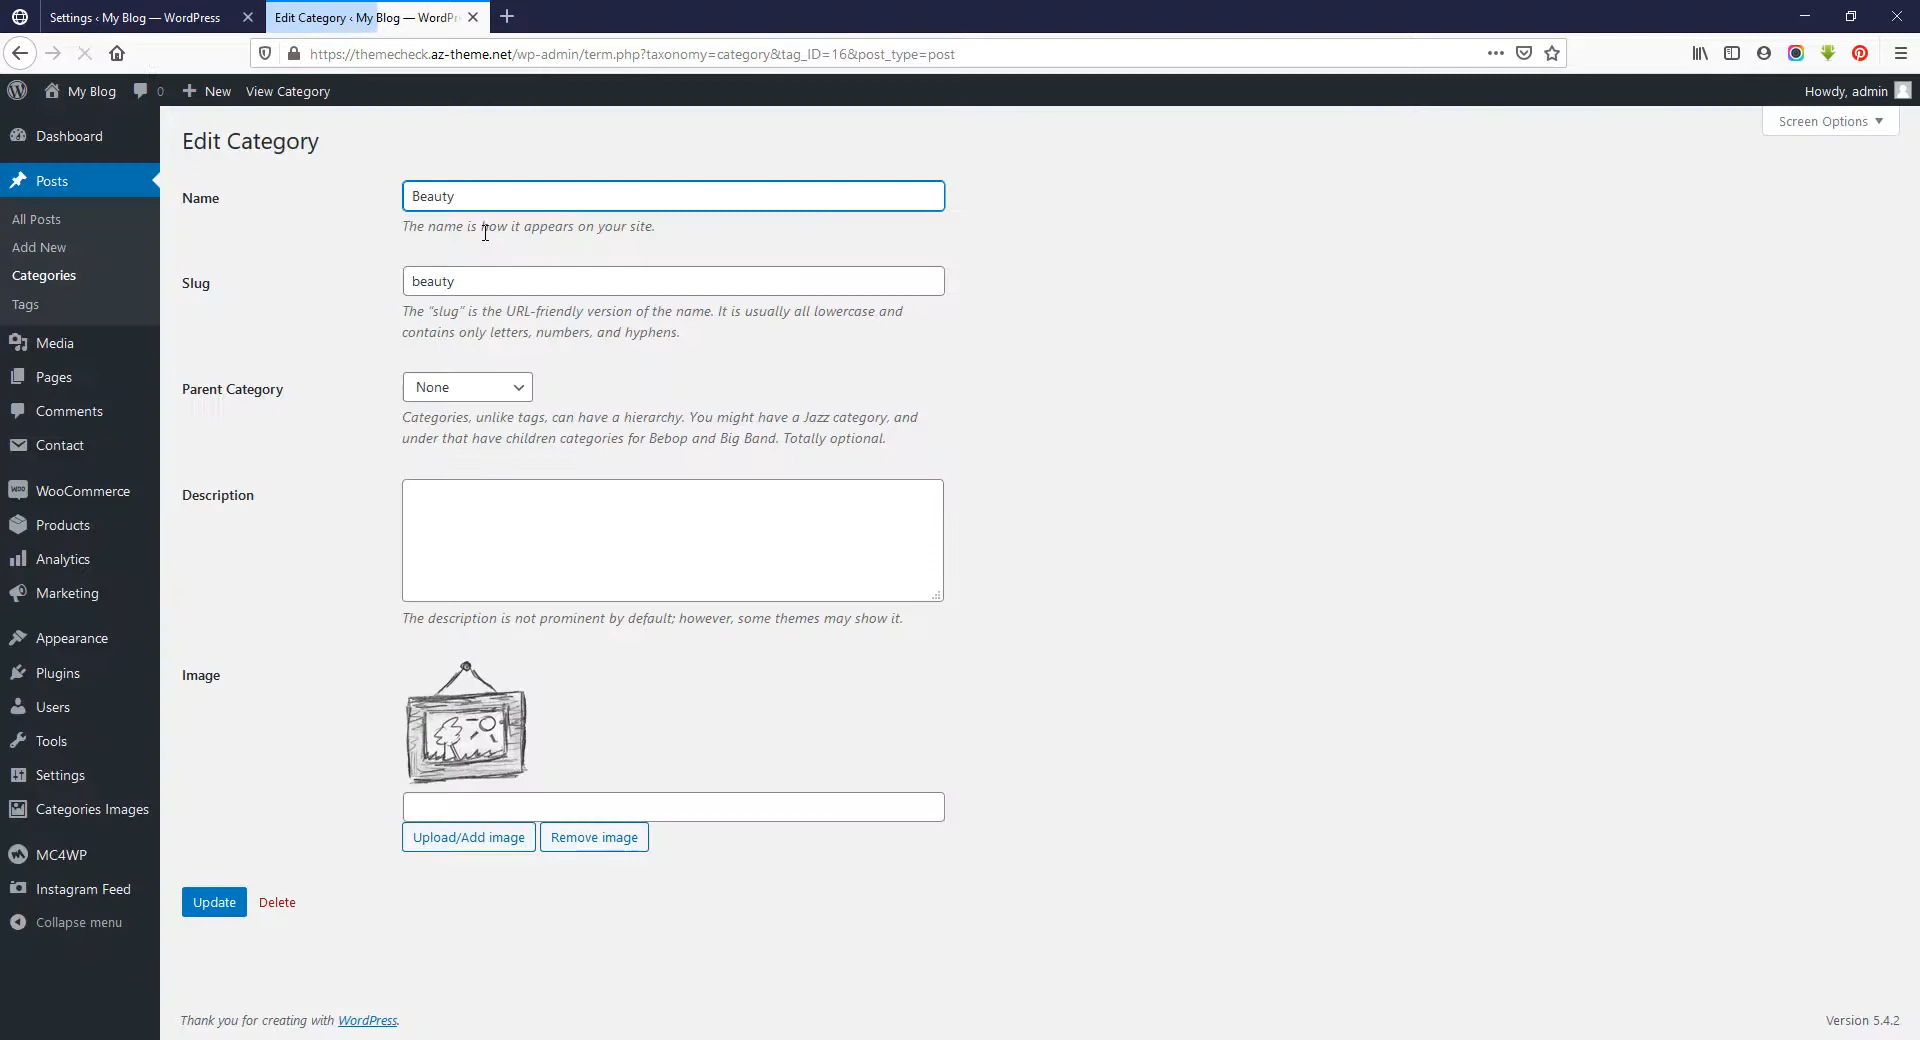 Settings ‹ My Blog — WordPress
Edit Category ‹ My Blog — WordPr
https://themecheck.az-theme.net/wp-admin/term.php?taxonomy=category&tag_ID=16&post_type=post
My Blog
0
New
View Category
Howdy, admin
Screen Options
Dashboard
Posts
All Posts
Add New
Categories
Tags
Media
Pages
Comments
Contact
WooCommerce
Products
Analytics
Marketing
Appearance
Plugins
Users
Tools
Settings
Categories Images
MC4WP
Instagram Feed
Collapse menu
Edit Category
Name
Beauty
The name is how it appears on your site.
Slug
beauty
The “slug” is the URL-friendly version of the name. It is usually all lowercase and
contains only letters, numbers, and hyphens.
Parent Category
None
Categories, unlike tags, can have a hierarchy. You might have a Jazz category, and
under that have children categories for Bebop and Big Band. Totally optional.
Description
The description is not prominent by default; however, some themes may show it.
Image
Upload/Add image
Remove image
Update
Delete
Thank you for creating with WordPress.
Version 5.4.2